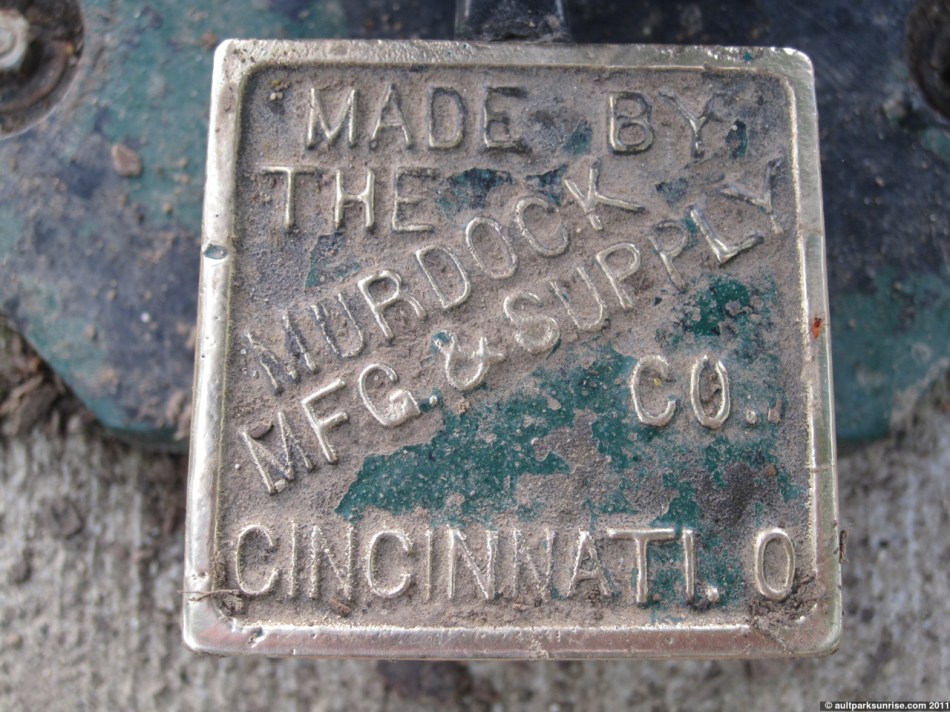 MADE BY
THE
MURDOCK
MFG. & SUPPLY
CO.
CINCINNATI. O
© aultparksunrise.com 2011